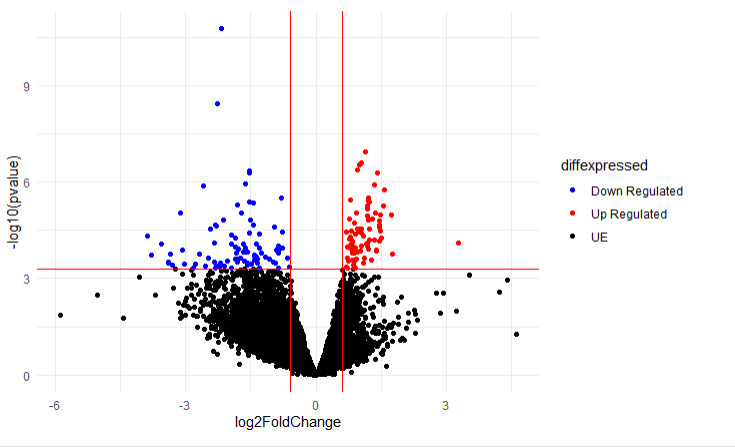 9
6
3
0
-log10(pvalue)
-6
-3
0
3
log2FoldChange
diffexpressed
Down Regulated
Up Regulated
UE